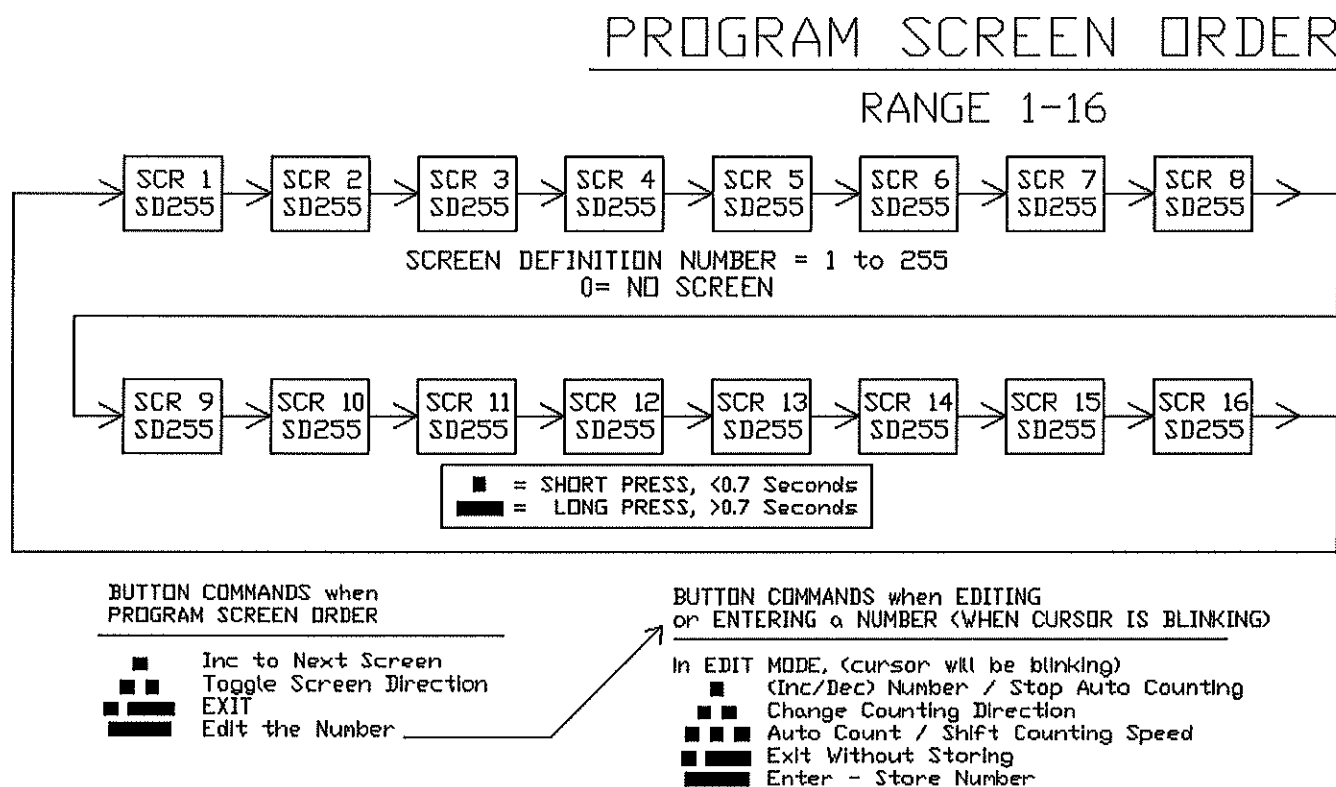 PROGRAM SCREEN ORDER
RANGE 1-16
SCR 1 SCR 2 SCR 3 SCR 4 SCR 5 SCR 6 SCR 7 SCR 8
SD255 SD255 SD255 SD255 SD255 SD255 SD255 SD255
SCREEN DEFINITION NUMBER = 1 to 255
0= NO SCREEN
SCR 9 SCR 10 SCR 11 SCR 12 SCR 13 SCR 14 SCR 15 SCR 16
SD255 SD255 SD255 SD255 SD255 SD255 SD255 SD255
= SHORT PRESS, <0.7 Seconds
= LONG PRESS, >0.7 Seconds
BUTTON COMMANDS when
PROGRAM SCREEN ORDER
Inc to Next Screen
Toggle Screen Direction
EXIT
Edit the Number
BUTTON COMMANDS when EDITING
or ENTERING a NUMBER (WHEN CURSOR IS BLINKING)
In EDIT MODE, (cursor will be blinking)
(Inc/Dec) Number / Stop Auto Counting
Change Counting Direction
Auto Count / Shift Counting Speed
Exit Without Storing
Enter - Store Number